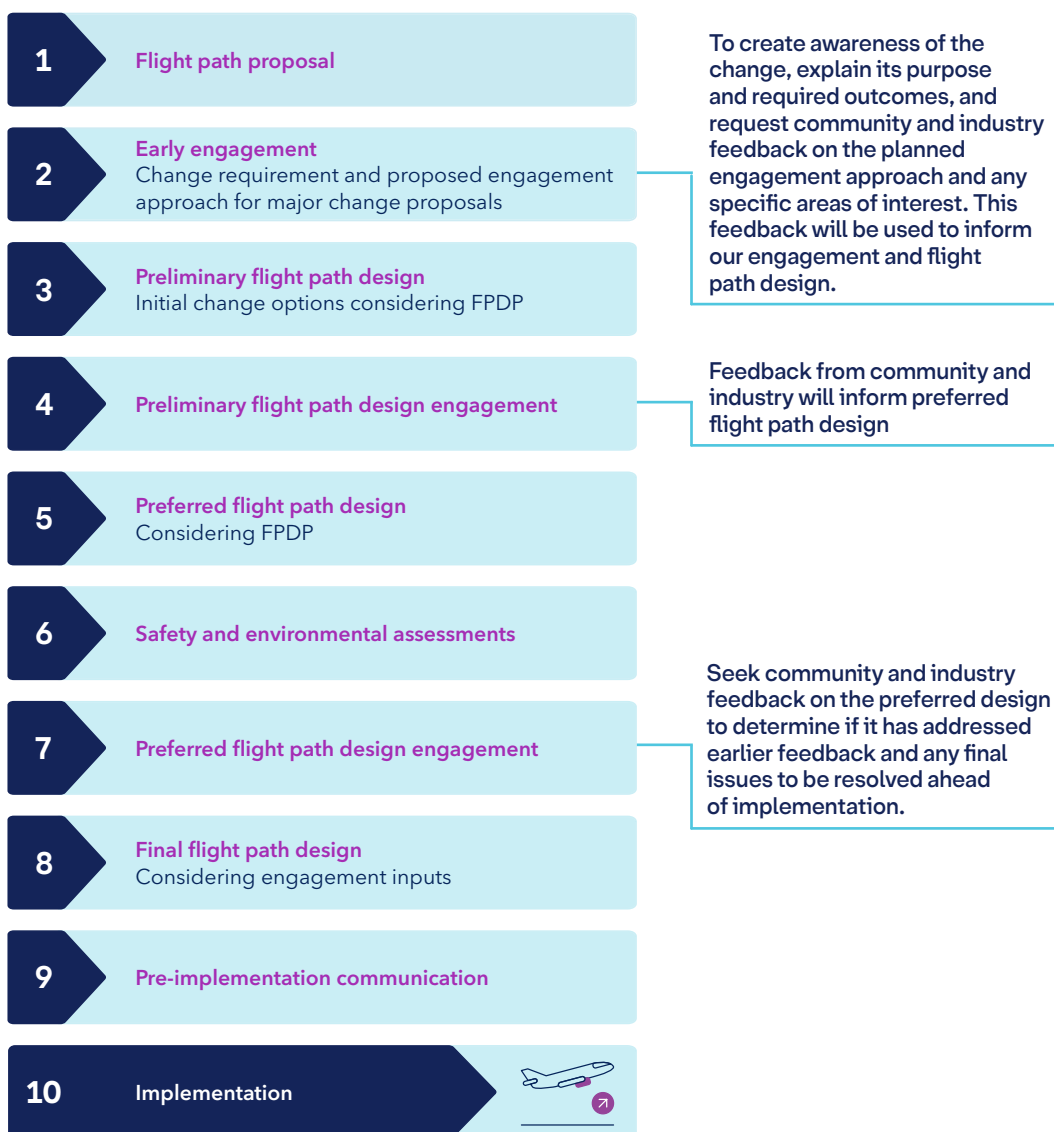 1
Flight path proposal
2
Early engagement
Change requirement and proposed engagement
approach for major change proposals
To create awareness of the
change, explain its purpose
and required outcomes, and
request community and industry
feedback on the planned
engagement approach and any
specific areas of interest. This
feedback will be used to inform
our engagement and flight
path design.
3
Preliminary flight path design
Initial change options considering FPDP
4
Preliminary flight path design engagement
Feedback from community and
industry will inform preferred
flight path design
5
Preferred flight path design
Considering FPDP
6
Safety and environmental assessments
7
Preferred flight path design engagement
Seek community and industry
feedback on the preferred design
to determine if it has addressed
earlier feedback and any final
issues to be resolved ahead
of implementation.
8
Final flight path design
Considering engagement inputs
9
Pre-implementation communication
10
Implementation